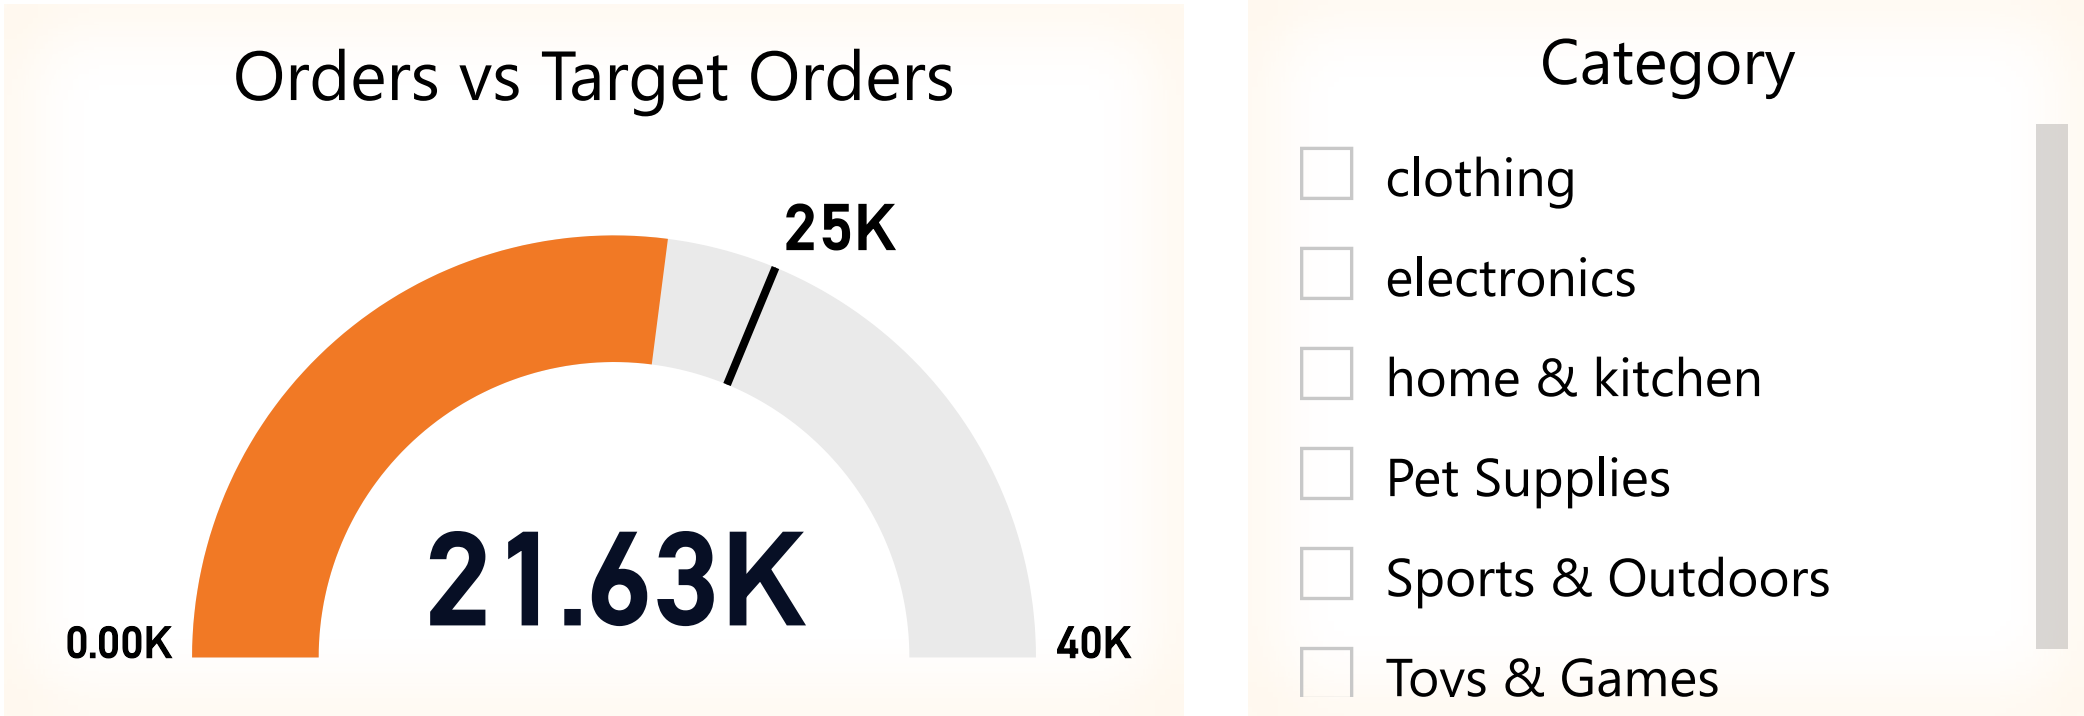 Orders vs Target Orders
25K
21.63K
0.00K
40K
Category
clothing
electronics
home & kitchen
Pet Supplies
Sports & Outdoors
Toys & Games